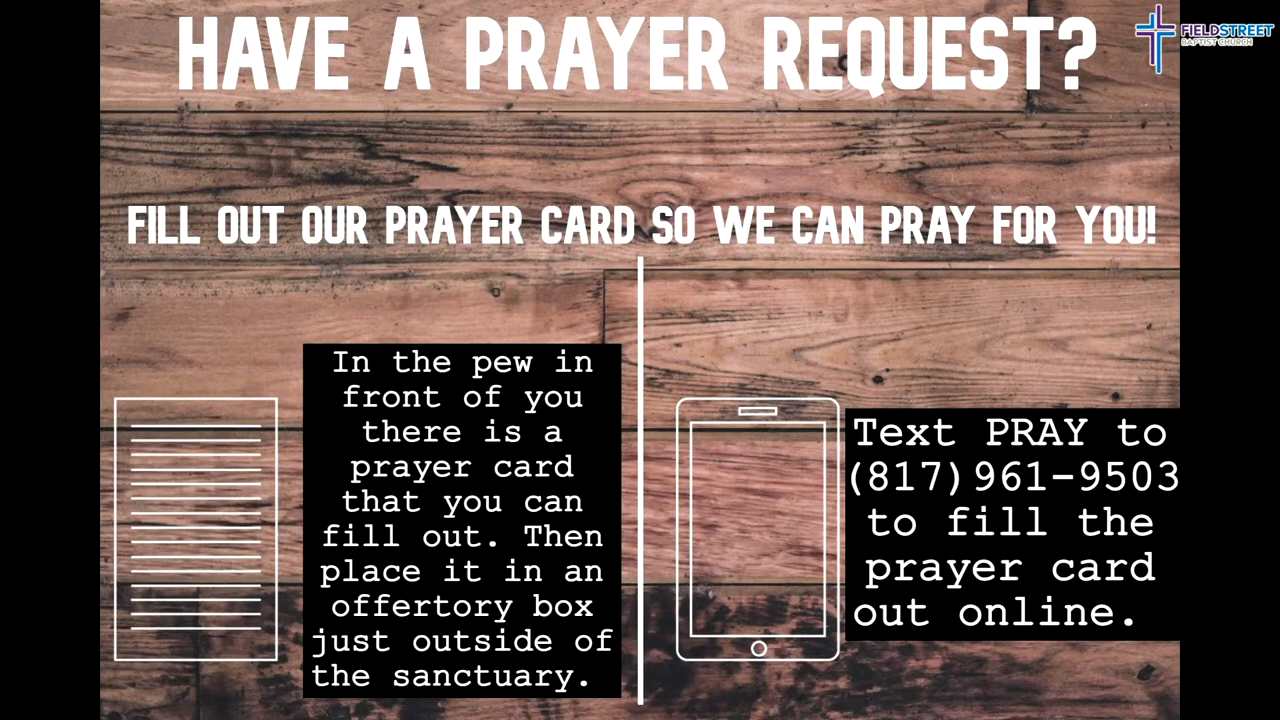 HAVE A PRAYER REQUEST?
FIELDSTREET
BAPTIST CHURCH
FILL OUT OUR PRAYER CARD SO WE CAN PRAY FOR YOU!
In the pew in
front of you
there is a
prayer card
that you can
fill out. Then
place it in an
offertory box
just outside of
the sanctuary.
Text PRAY to
(817)961-9503
to fill the
prayer card
out online.